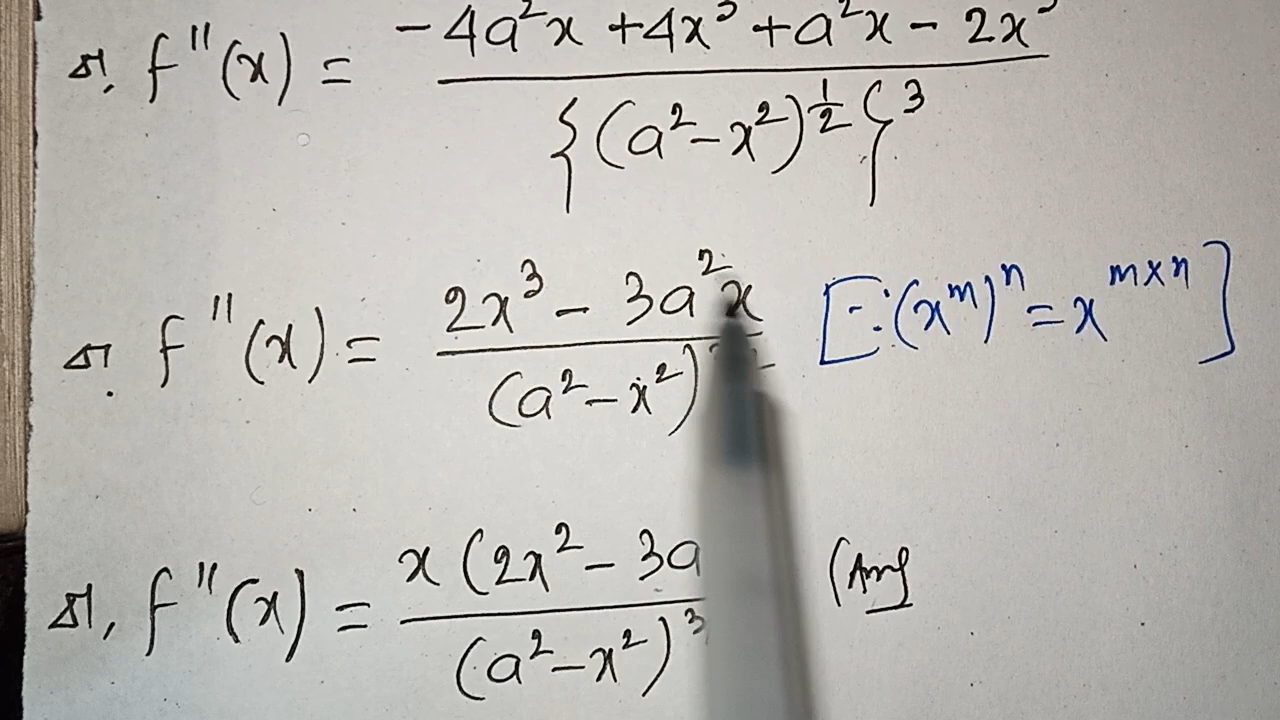 বা, f''(x) = (-4a²x + 4x³ + a²x - 2x³) / {(a²-x²)^(1/2)}³
বা, f''(x) = (2x³ - 3a²x) / (a²-x²) [∵ (x^m)^n = x^(m×n)]
বা, f''(x) = x(2x² - 3a / (a²-x²)³ (Ans